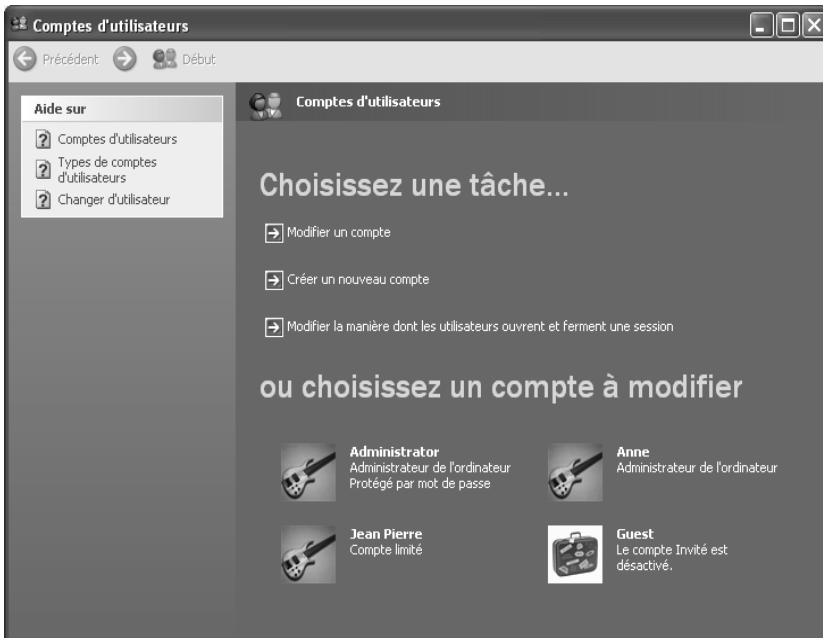 Comptes d'utilisateurs
Précédent
Début
Aide sur
Comptes d'utilisateurs
Types de comptes
d'utilisateurs
Changer d'utilisateur
Comptes d'utilisateurs
Choisissez une tâche...
Modifier un compte
Créer un nouveau compte
Modifier la manière dont les utilisateurs ouvrent et ferment une session
ou choisissez un compte à modifier
Administrator
Administrateur de l'ordinateur
Protégé par mot de passe
Anne
Administrateur de l'ordinateur
Jean Pierre
Compte limité
Guest
Le compte Invité est
désactivé.